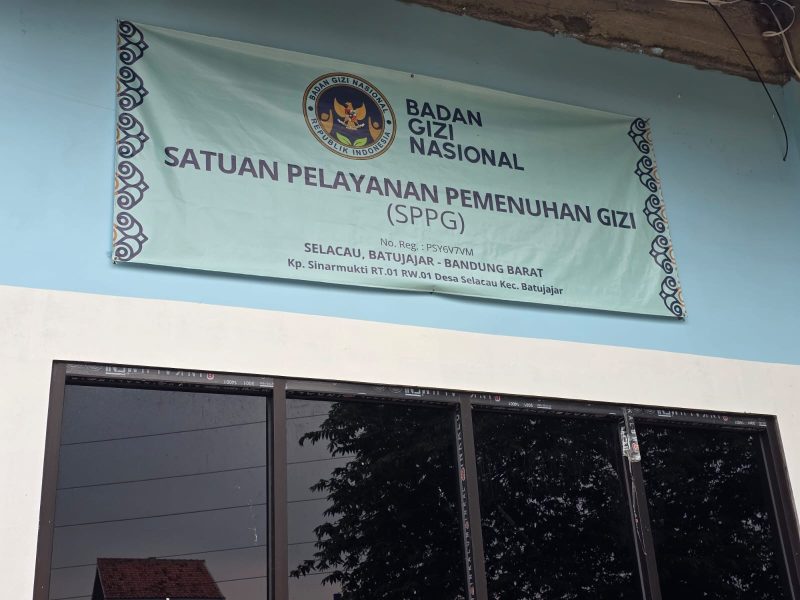 BADAN GIZI NASIONAL
REPUBLIK INDONESIA
BADAN
GIZI
NASIONAL
SATUAN PELAYANAN PEMENUHAN GIZI
(SPPG)
No. Reg. : PSY6V7VM
SELACAU, BATUJAJAR - BANDUNG BARAT
Kp. Sinarmukti RT.01 RW.01 Desa Selacau Kec. Batujajar